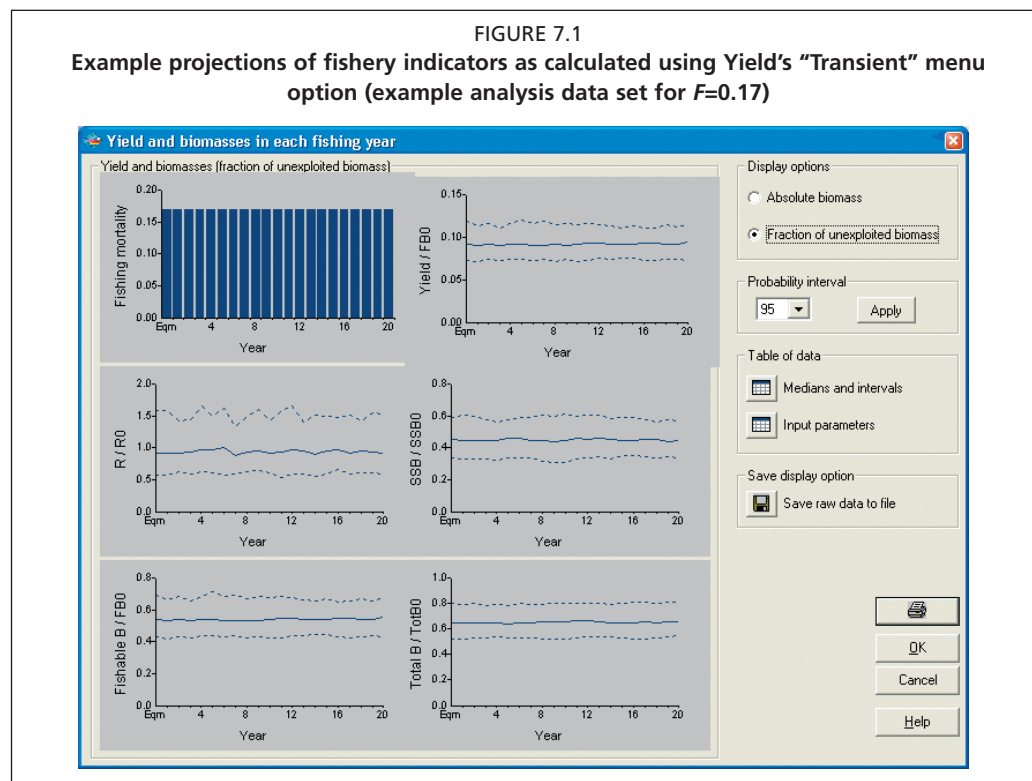 FIGURE 7.1
Example projections of fishery indicators as calculated using Yield's “Transient” menu
option (example analysis data set for F=0.17)
Yield and biomasses in each fishing year
Yield and biomasses (fraction of unexploited biomass)
Fishing mortality
0.20
0.15
0.10
0.05
0.00
Eqm 4 8 12 16 20
Year
Yield / FB0
0.15
0.10
0.05
0.00
Eqm 4 8 12 16 20
Year
R / R0
2.0
1.5
1.0
0.5
0.0
Eqm 4 8 12 16 20
Year
SSB / SSB0
0.8
0.6
0.4
0.2
0.0
Eqm 4 8 12 16 20
Year
Fishable B / FB0
0.8
0.6
0.4
0.2
0.0
Eqm 4 8 12 16 20
Year
Total B / TotB0
1.0
0.8
0.6
0.4
0.2
0.0
Eqm 4 8 12 16 20
Year
Display options
Absolute biomass
Fraction of unexploited biomass
Probability interval
95
Apply
Table of data
Medians and intervals
Input parameters
Save display option
Save raw data to file
OK
Cancel
Help